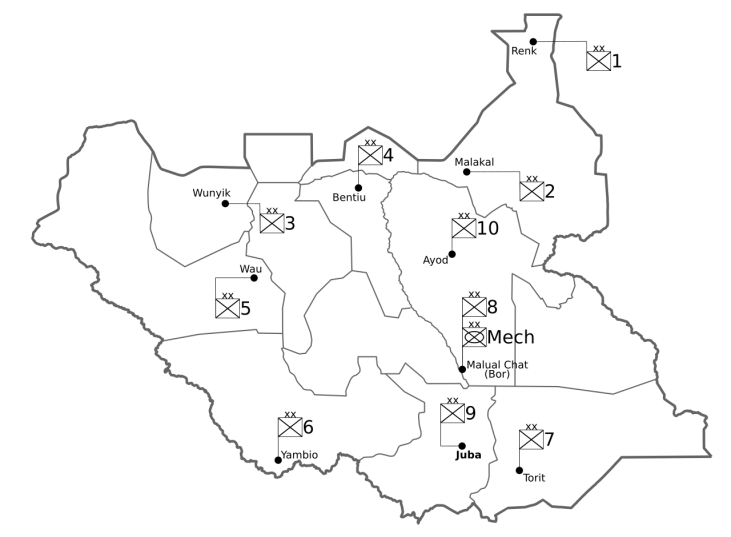 Renk
xx
1
xx
4
Malakal
xx
2
Bentiu
Wunyik
xx
3
xx
10
Ayod
Wau
xx
5
xx
8
xx
Mech
Malual Chat
(Bor)
xx
9
Juba
xx
6
Yambio
xx
7
Torit